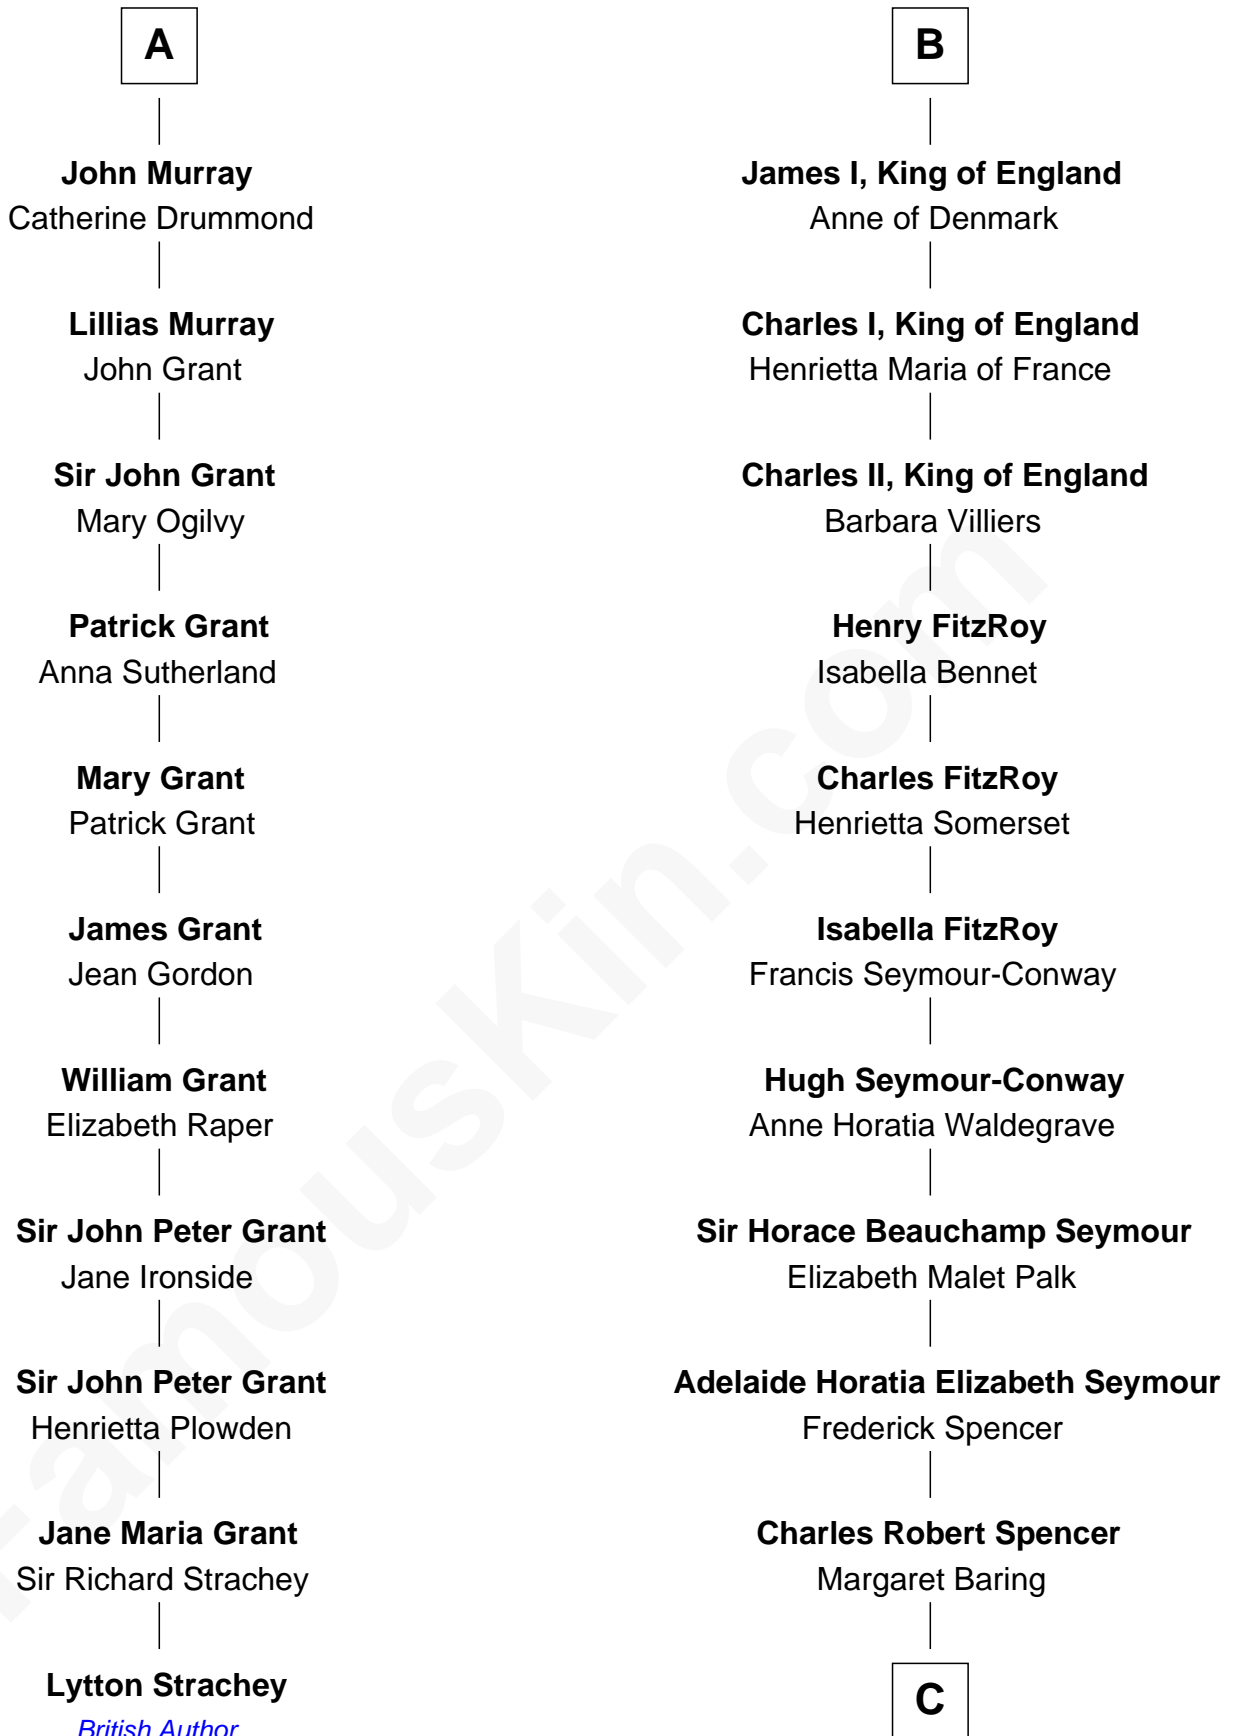 A
John Murray
Catherine Drummond
Lillias Murray
John Grant
Sir John Grant
Mary Ogilvy
Patrick Grant
Anna Sutherland
Mary Grant
Patrick Grant
James Grant
Jean Gordon
William Grant
Elizabeth Raper
Sir John Peter Grant
Jane Ironside
Sir John Peter Grant
Henrietta Plowden
Jane Maria Grant
Sir Richard Strachey
Lytton Strachey
British Author
B
James I, King of England
Anne of Denmark
Charles I, King of England
Henrietta Maria of France
Charles II, King of England
Barbara Villiers
Henry FitzRoy
Isabella Bennet
Charles FitzRoy
Henrietta Somerset
Isabella FitzRoy
Francis Seymour-Conway
Hugh Seymour-Conway
Anne Horatia Waldegrave
Sir Horace Beauchamp Seymour
Elizabeth Malet Palk
Adelaide Horatia Elizabeth Seymour
Frederick Spencer
Charles Robert Spencer
Margaret Baring
C
FamousKin.com